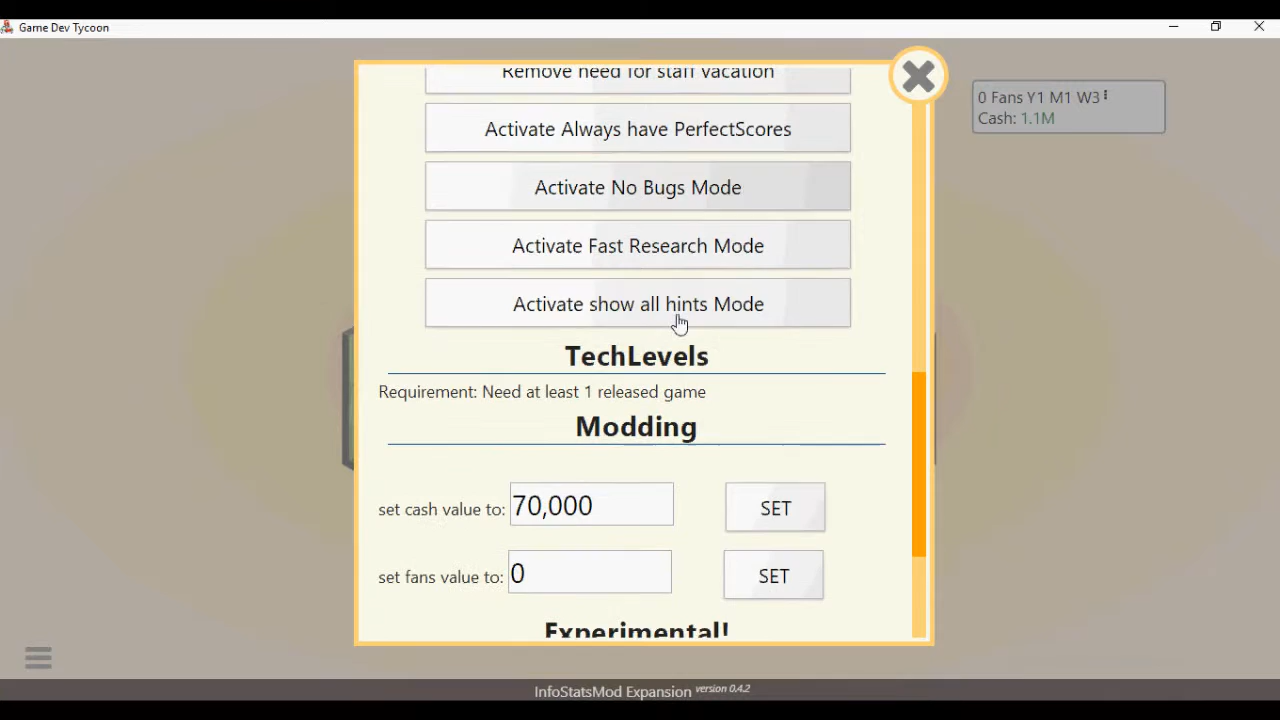 Game Dev Tycoon
Remove need for staff vacation
0 Fans Y1 M1 W3
Cash: 1.1M
Activate Always have PerfectScores
Activate No Bugs Mode
Activate Fast Research Mode
Activate show all hints Mode
TechLevels
Requirement: Need at least 1 released game
Modding
set cash value to: 70,000 SET
set fans value to: 0 SET
Experimental!
InfoStatsMod Expansion version 0.4.2